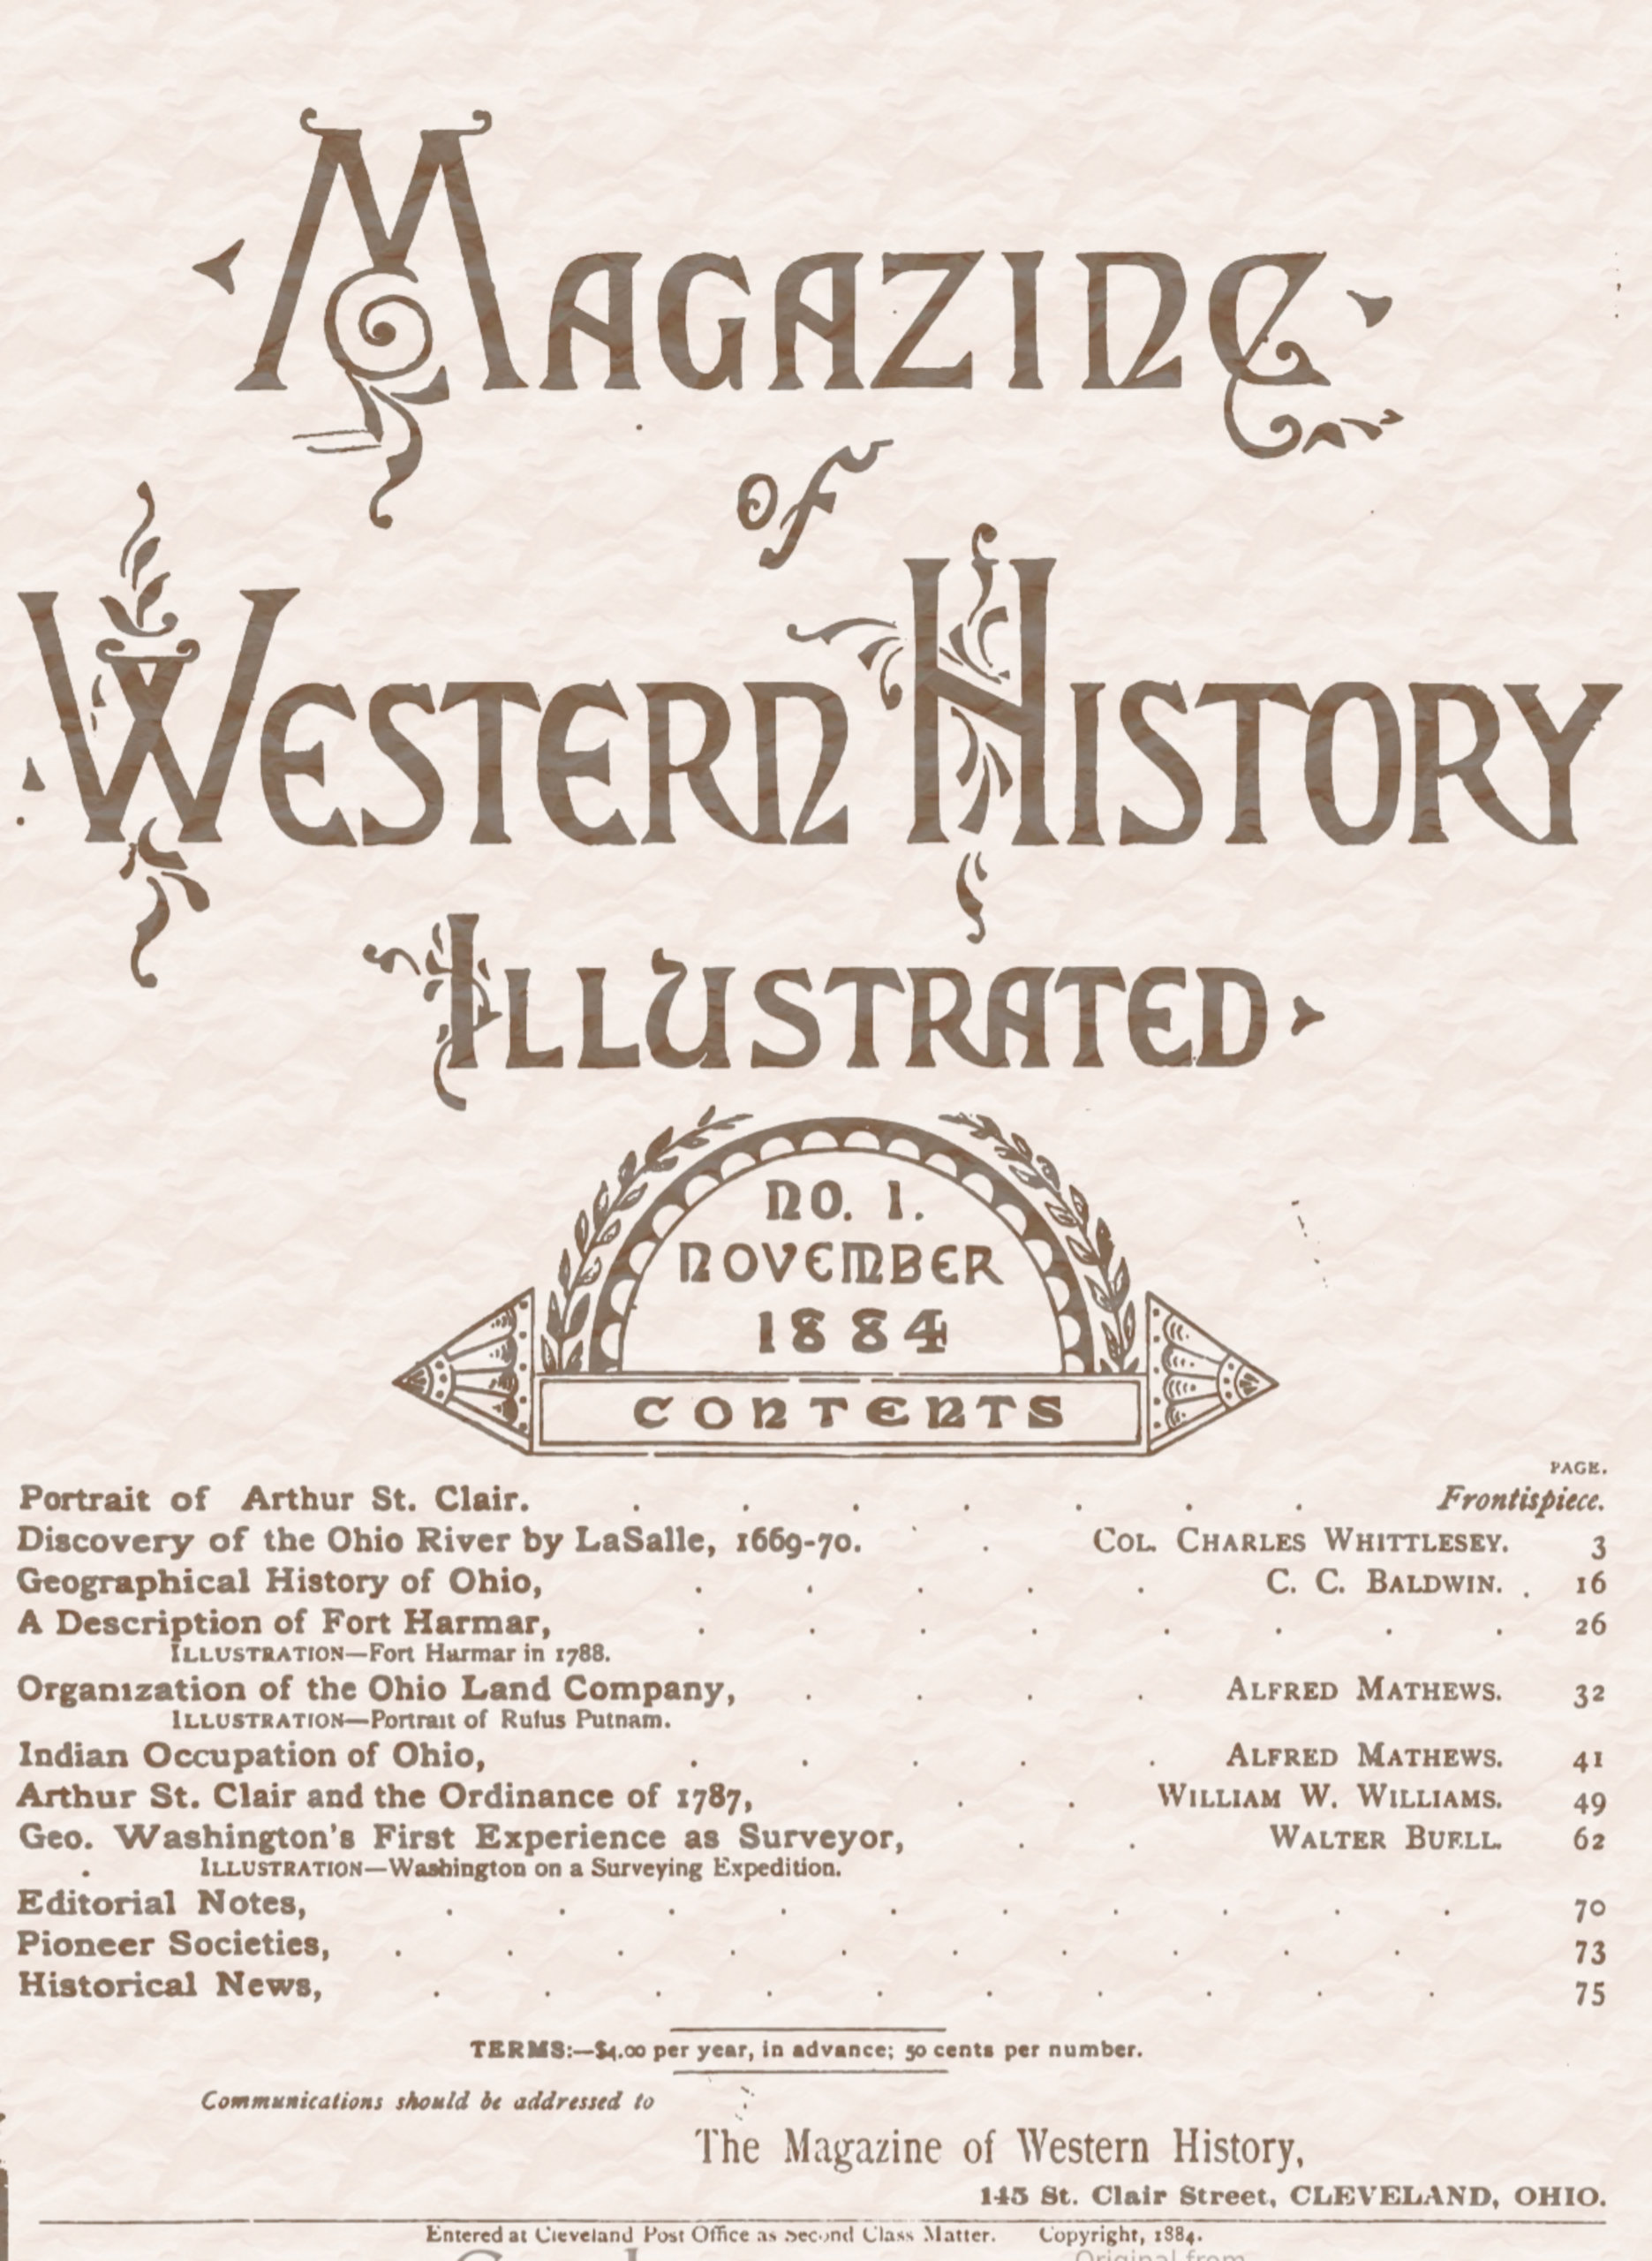 MAGAZINE
of
WESTERN HISTORY
ILLUSTRATED
NO. 1.
NOVEMBER
1884
CONTENTS
PAGE.
Portrait of Arthur St. Clair. . . . . . . . Frontispiece.
Discovery of the Ohio River by LaSalle, 1669-70. . COL. CHARLES WHITTLESEY. 3
Geographical History of Ohio, . . . . . C. C. BALDWIN. . 16
A Description of Fort Harmar, . . . . . . . . 26
ILLUSTRATION—Fort Harmar in 1788.
Organization of the Ohio Land Company, . . . . ALFRED MATHEWS. 32
ILLUSTRATION—Portrait of Rufus Putnam.
Indian Occupation of Ohio, . . . . . ALFRED MATHEWS. 41
Arthur St. Clair and the Ordinance of 1787, . . WILLIAM W. WILLIAMS. 49
Geo. Washington's First Experience as Surveyor, . . WALTER BUELL. 62
ILLUSTRATION—Washington on a Surveying Expedition.
Editorial Notes, . . . . . . . . . . 70
Pioneer Societies, . . . . . . . . . . 73
Historical News, . . . . . . . . . . 75
TERMS:—$4.00 per year, in advance; 50 cents per number.
Communications should be addressed to
The Magazine of Western History,
145 St. Clair Street, CLEVELAND, OHIO.
Entered at Cleveland Post Office as Second Class Matter. Copyright, 1884.
Original from